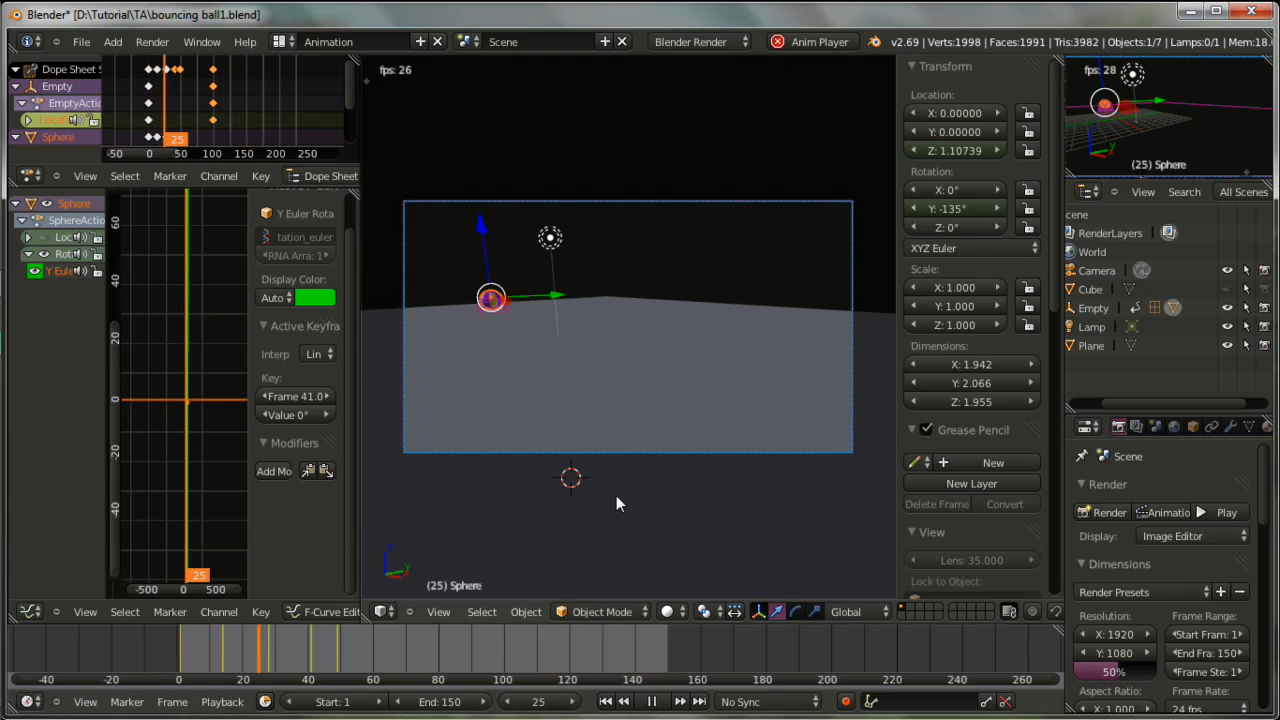 Blender* [D:\Tutorial\TA\bouncing ball1.blend]
File Add Render Window Help Animation Scene Blender Render Anim Player v2.69 | Verts:1998 | Faces:1991 | Tris:3982 | Objects:1/7 | Lamps:0/1 | Mem:18.
Dope Sheet S
Empty
EmptyActio
Locati
Sphere
25
-50 0 50 100 150 200 250
View Select Marker Channel Key Dope Sheet
Sphere
SphereActio
Loc
Rot
Y Eule
60
40
20
0
-20
-40
25
-500 0 500
Y Euler Rota
tation_euler
RNA Arra: 1
Display Color:
Auto
Active Keyfra
Interp Lin
Key:
Frame 41.0
Value 0°
Modifiers
Add Mo
View Select Marker Channel Key F-Curve Edit
fps: 26
(25) Sphere
View Select Object Object Mode Global
Transform
Location:
X: 0.00000
Y: 0.00000
Z: 1.10739
Rotation:
X: 0°
Y: -135°
Z: 0°
XYZ Euler
Scale:
X: 1.000
Y: 1.000
Z: 1.000
Dimensions:
X: 1.942
Y: 2.066
Z: 1.955
Grease Pencil
New
New Layer
Delete Frame Convert
View
Lens: 35.000
Lock to Object:
fps: 28
(25) Sphere
View Search All Scenes
cene
RenderLayers
World
Camera
Cube
Empty
Lamp
Plane
Scene
Render
Render Animatio Play
Display: Image Editor
Dimensions
Render Presets
Resolution: Frame Range:
X: 1920 Start Fram: 1
Y: 1080 End Fra: 150
50% Frame Ste: 1
Aspect Ratio: Frame Rate:
X: 1.000 24 fps
-40 -20 0 20 40 60 80 100 120 140 160 180 200 220 240 260
View Marker Frame Playback Start: 1 End: 150 25 No Sync